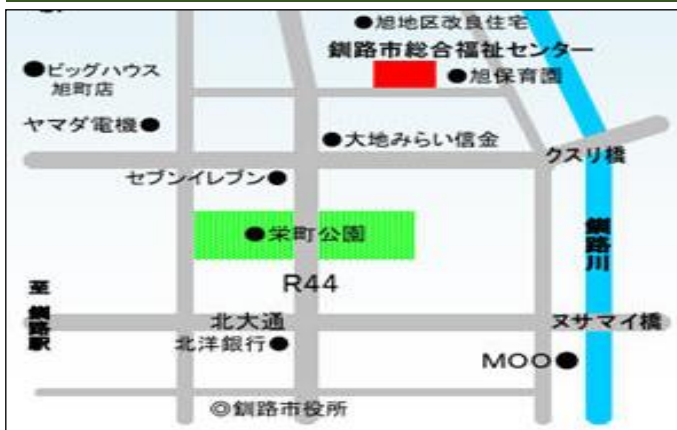 ●旭地区改良住宅
釧路市総合福祉センター
●ビッグハウス
旭町店
●旭保育園
ヤマダ電機●
●大地みらい信金
クスリ橋
セブンイレブン●
●栄町公園
釧路川
R44
至 釧路駅
北大通
ヌサマイ橋
北洋銀行●
MOO●
◎釧路市役所